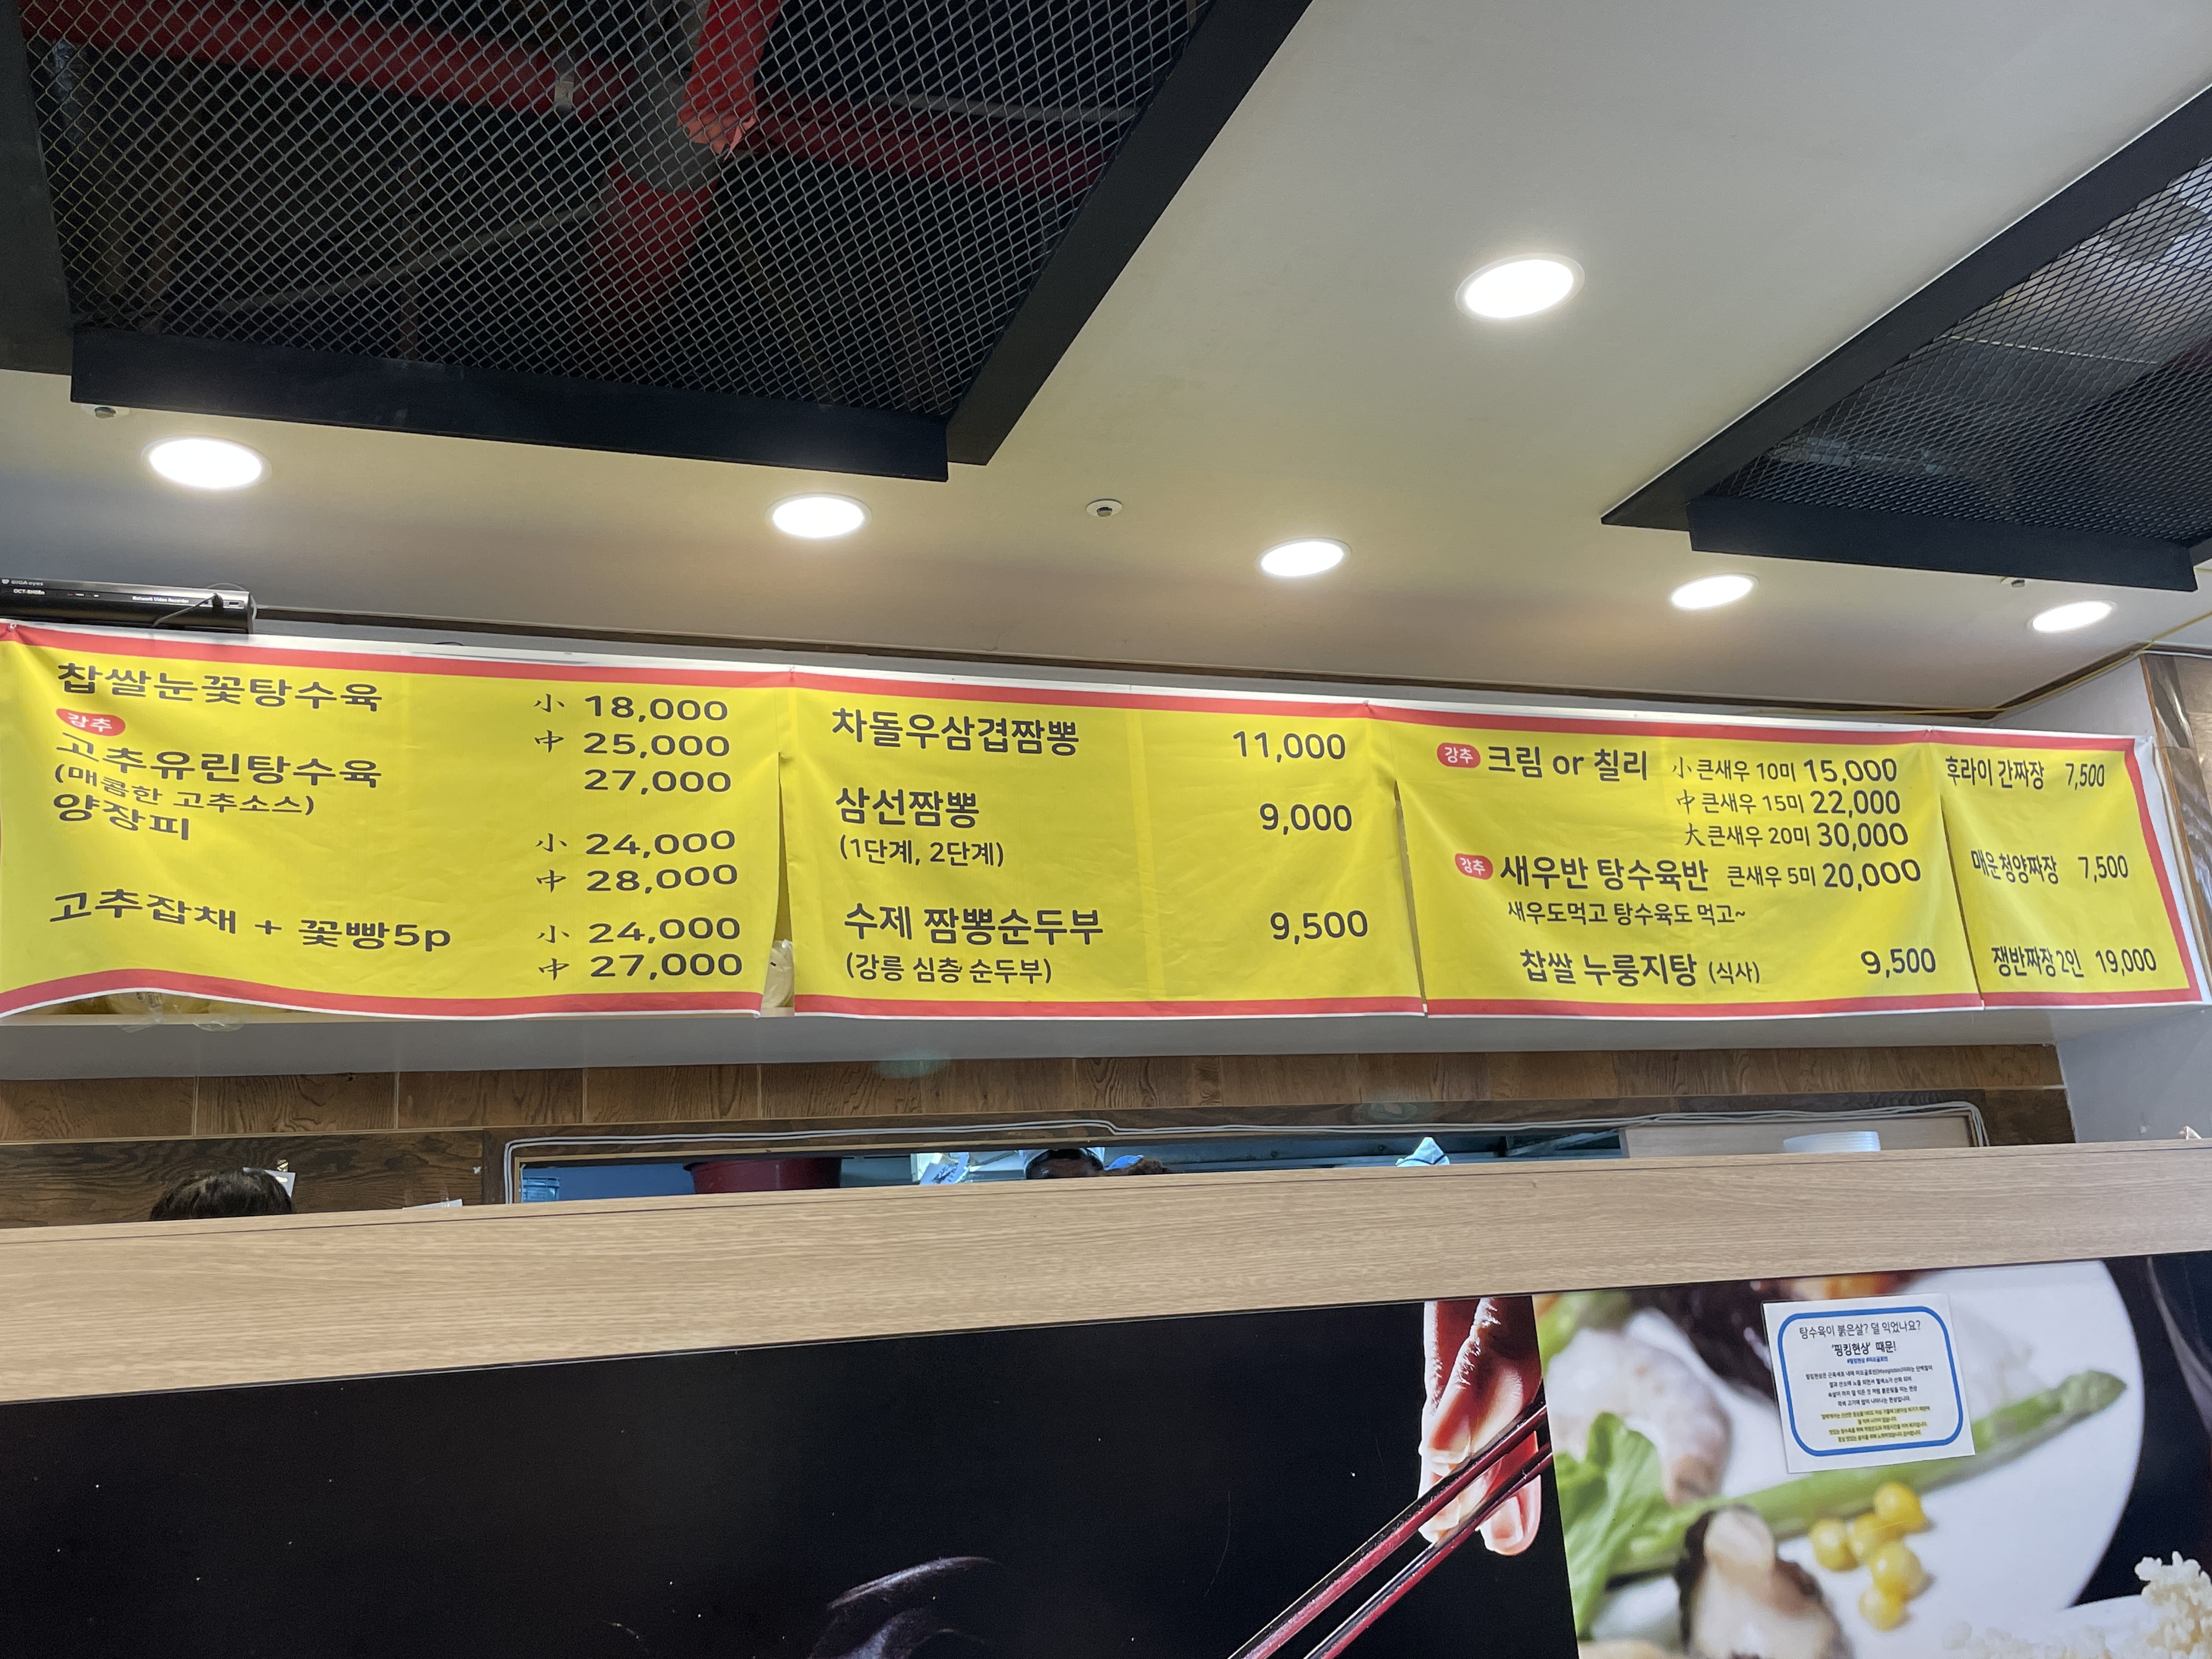 찹쌀눈꽃탕수육 小 18,000
中 25,000
강추
고추유린탕수육 27,000
(매콤한 고추소스)
양장피 小 24,000
中 28,000
고추잡채 + 꽃빵5p 小 24,000
中 27,000
차돌우삼겹짬뽕 11,000
삼선짬뽕 9,000
(1단계, 2단계)
수제 짬뽕순두부 9,500
(강릉 심층 순두부)
강추 크림 or 칠리 小 큰새우 10미 15,000
中 큰새우 15미 22,000
大 큰새우 20미 30,000
강추 새우반 탕수육반 큰새우 5미 20,000
새우도먹고 탕수육도 먹고~
찹쌀 누룽지탕 (식사) 9,500
후라이 간짜장 7,500
매운청양짜장 7,500
쟁반짜장 2인 19,000
탕수육이 붉은살? 덜 익었나요?
'핑킹현상' 때문!